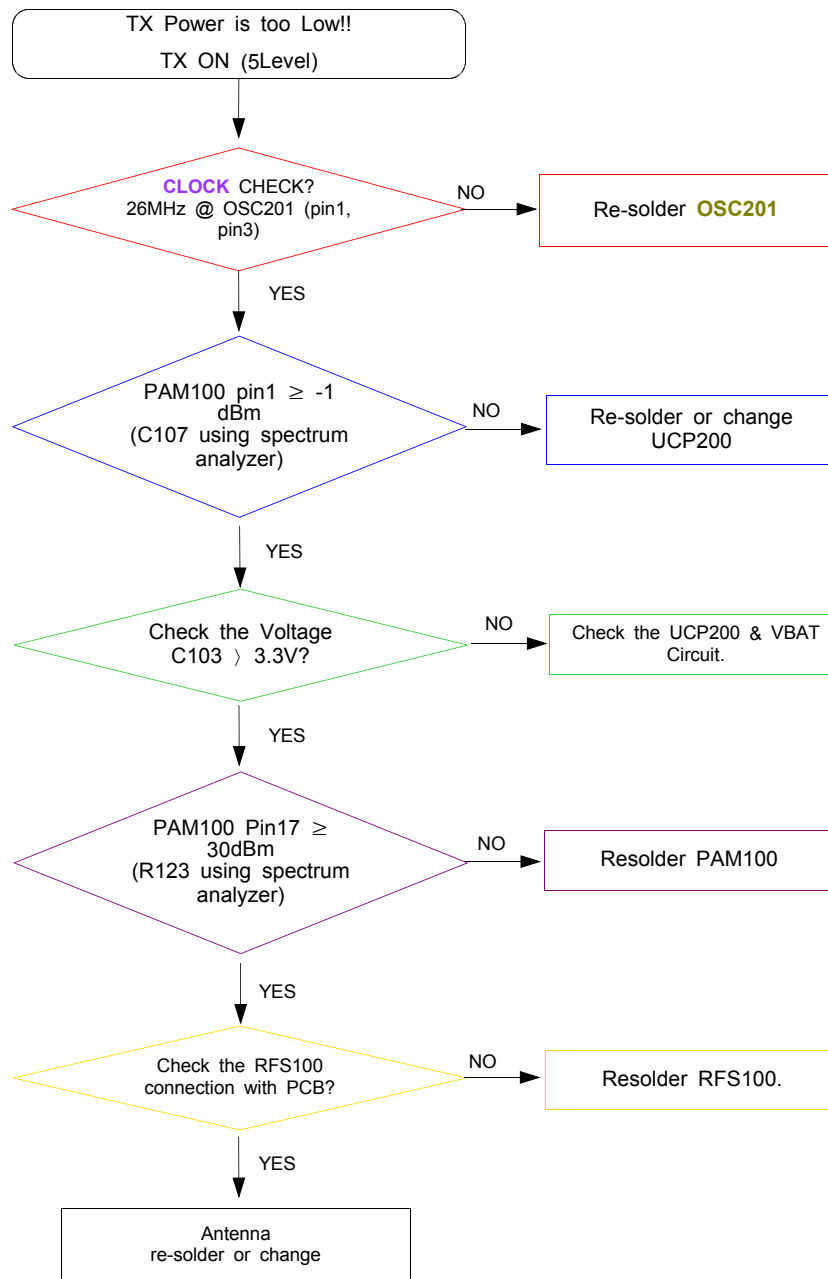 TX Power is too Low!!
TX ON (5Level)
CLOCK CHECK?
26MHz @ OSC201 (pin1,
pin3)
NO
Re-solder OSC201
YES
PAM100 pin1 ≥ -1
dBm
(C107 using spectrum
analyzer)
NO
Re-solder or change
UCP200
YES
Check the Voltage
C103 〉 3.3V?
NO
Check the UCP200 & VBAT
Circuit.
YES
PAM100 Pin17 ≥
30dBm
(R123 using spectrum
analyzer)
NO
Resolder PAM100
YES
Check the RFS100
connection with PCB?
NO
Resolder RFS100.
YES
Antenna
re-solder or change